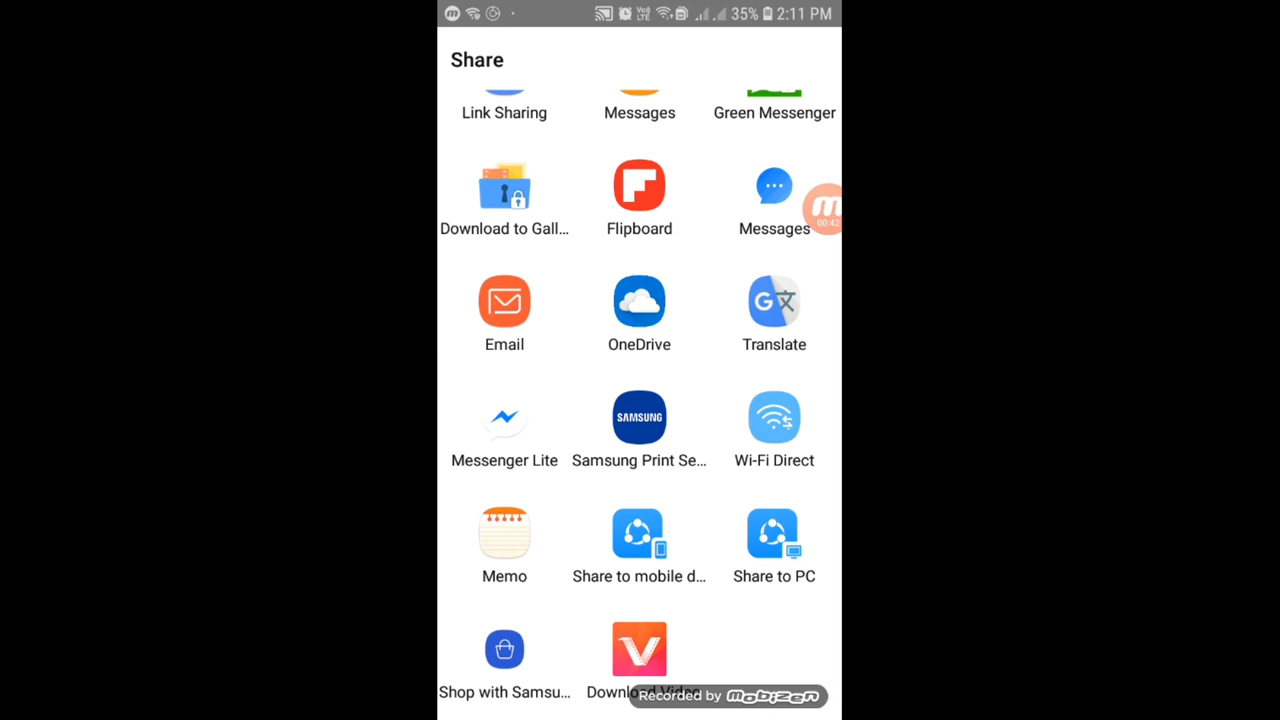 35% 2:11 PM
Share
Link Sharing
Messages
Green Messenger
Download to Gall...
Flipboard
Messages
00:42
Email
OneDrive
Translate
SAMSUNG
Messenger Lite
Samsung Print Se...
Wi-Fi Direct
Memo
Share to mobile d...
Share to PC
Shop with Samsu...
Recorded by mobizen